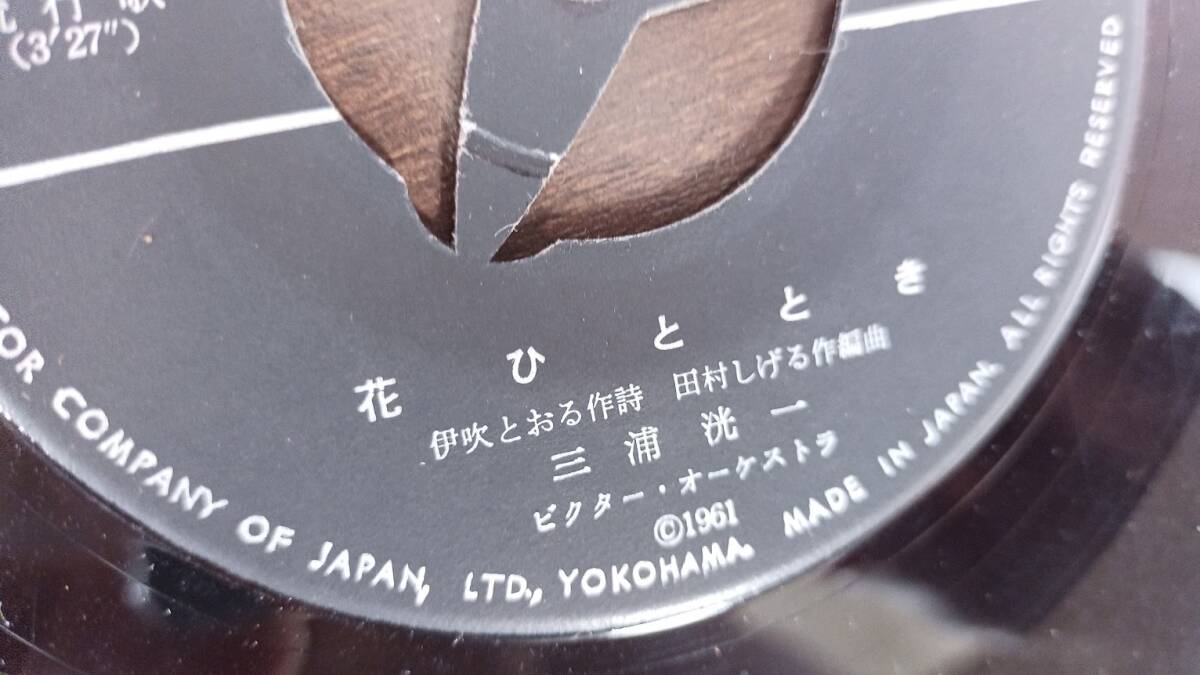 (3'27")
花ひととき
伊吹とおる作詩 田村しげる作編曲
三浦洸一
ビクター・オーケストラ
©1961
COMPANY OF JAPAN, LTD., YOKOHAMA. MADE IN JAPAN. ALL RIGHTS RESERVED